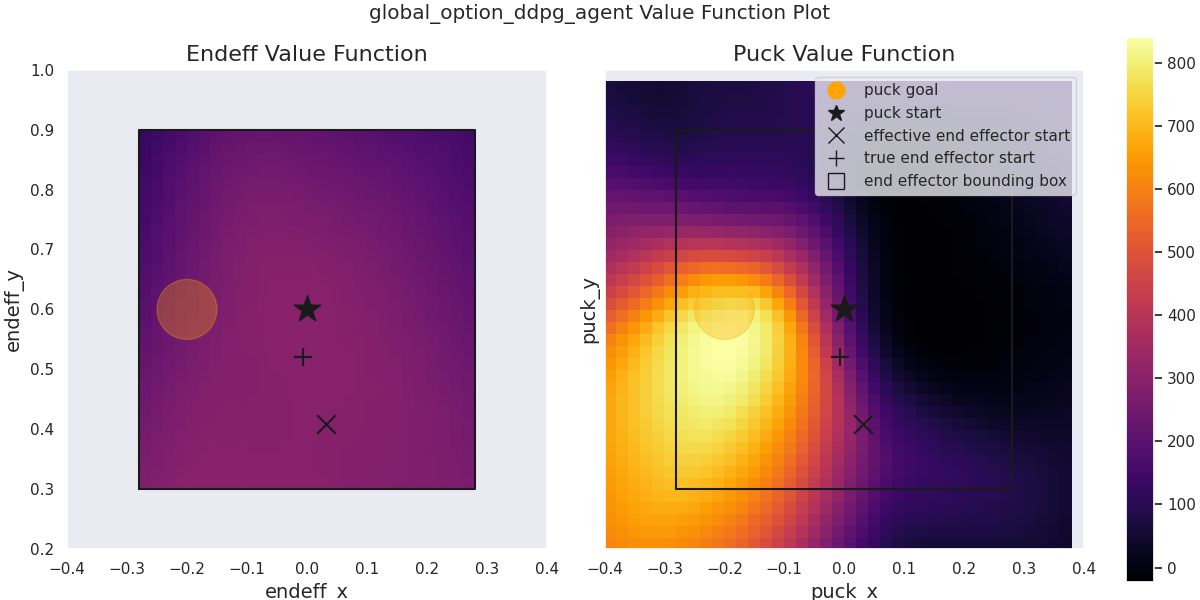 global_option_ddpg_agent Value Function Plot
Endeff Value Function
1.0
0.9
0.8
0.7
0.6
0.5
0.4
0.3
0.2
endeff_y
−0.4 −0.3 −0.2 −0.1 0.0 0.1 0.2 0.3 0.4
endeff_x
Puck Value Function
puck goal
puck start
effective end effector start
true end effector start
end effector bounding box
puck_y
−0.4 −0.3 −0.2 −0.1 0.0 0.1 0.2 0.3 0.4
puck_x
800
700
600
500
400
300
200
100
0